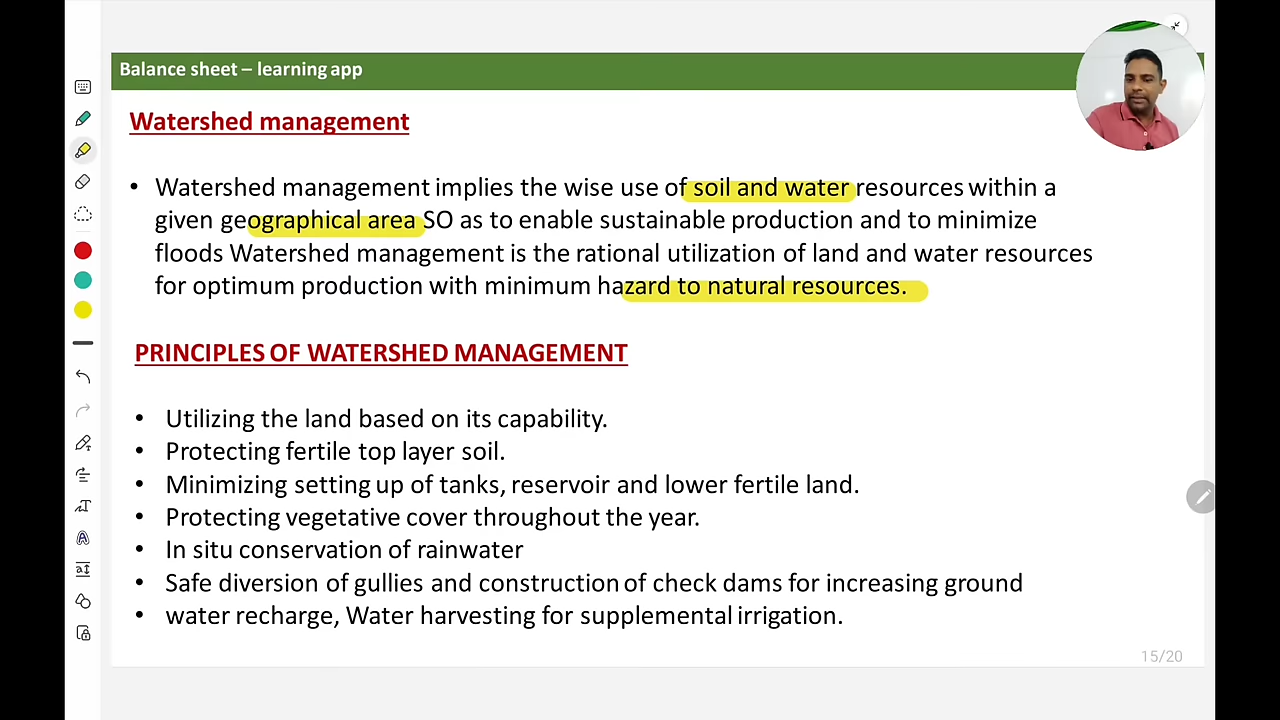 Balance sheet – learning app
Watershed management
• Watershed management implies the wise use of soil and water resources within a
given geographical area SO as to enable sustainable production and to minimize
floods Watershed management is the rational utilization of land and water resources
for optimum production with minimum hazard to natural resources.
PRINCIPLES OF WATERSHED MANAGEMENT
• Utilizing the land based on its capability.
• Protecting fertile top layer soil.
• Minimizing setting up of tanks, reservoir and lower fertile land.
• Protecting vegetative cover throughout the year.
• In situ conservation of rainwater
• Safe diversion of gullies and construction of check dams for increasing ground
• water recharge, Water harvesting for supplemental irrigation.
15/20